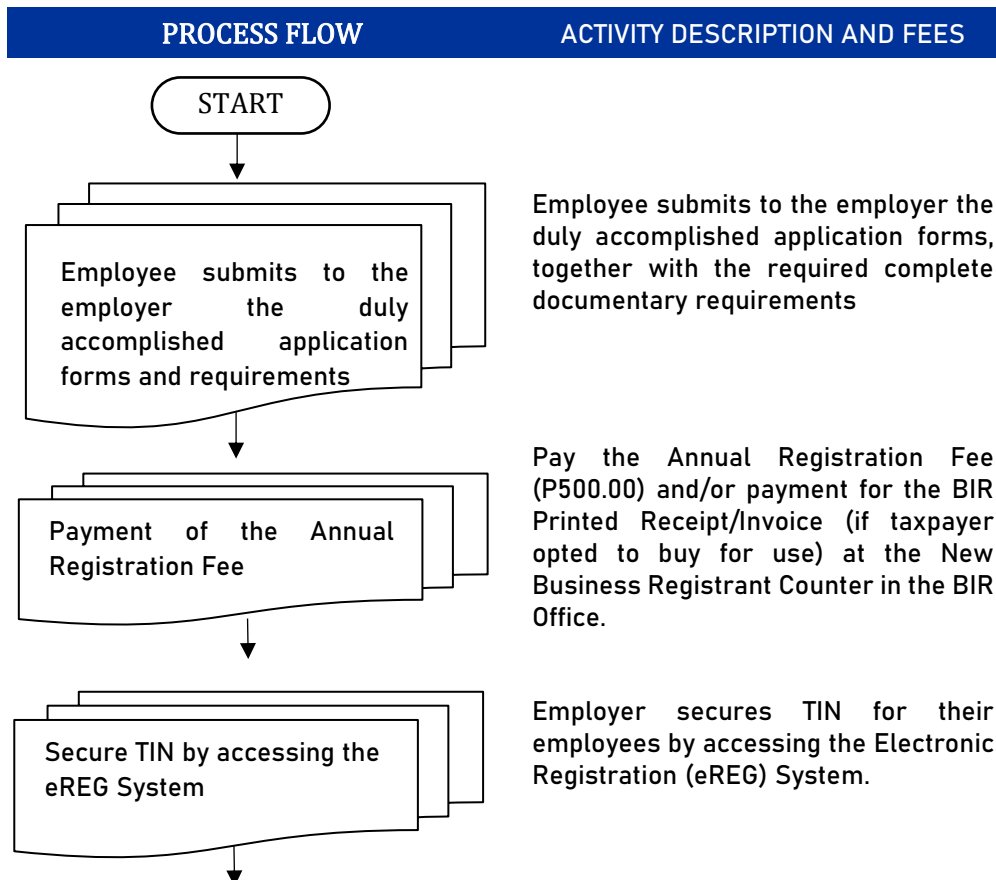 PROCESS FLOW
ACTIVITY DESCRIPTION AND FEES
START
Employee submits to the
employer the duly
accomplished application
forms and requirements
Employee submits to the employer the
duly accomplished application forms,
together with the required complete
documentary requirements
Payment of the Annual
Registration Fee
Pay the Annual Registration Fee
(P500.00) and/or payment for the BIR
Printed Receipt/Invoice (if taxpayer
opted to buy for use) at the New
Business Registrant Counter in the BIR
Office.
Secure TIN by accessing the
eREG System
Employer secures TIN for their
employees by accessing the Electronic
Registration (eREG) System.